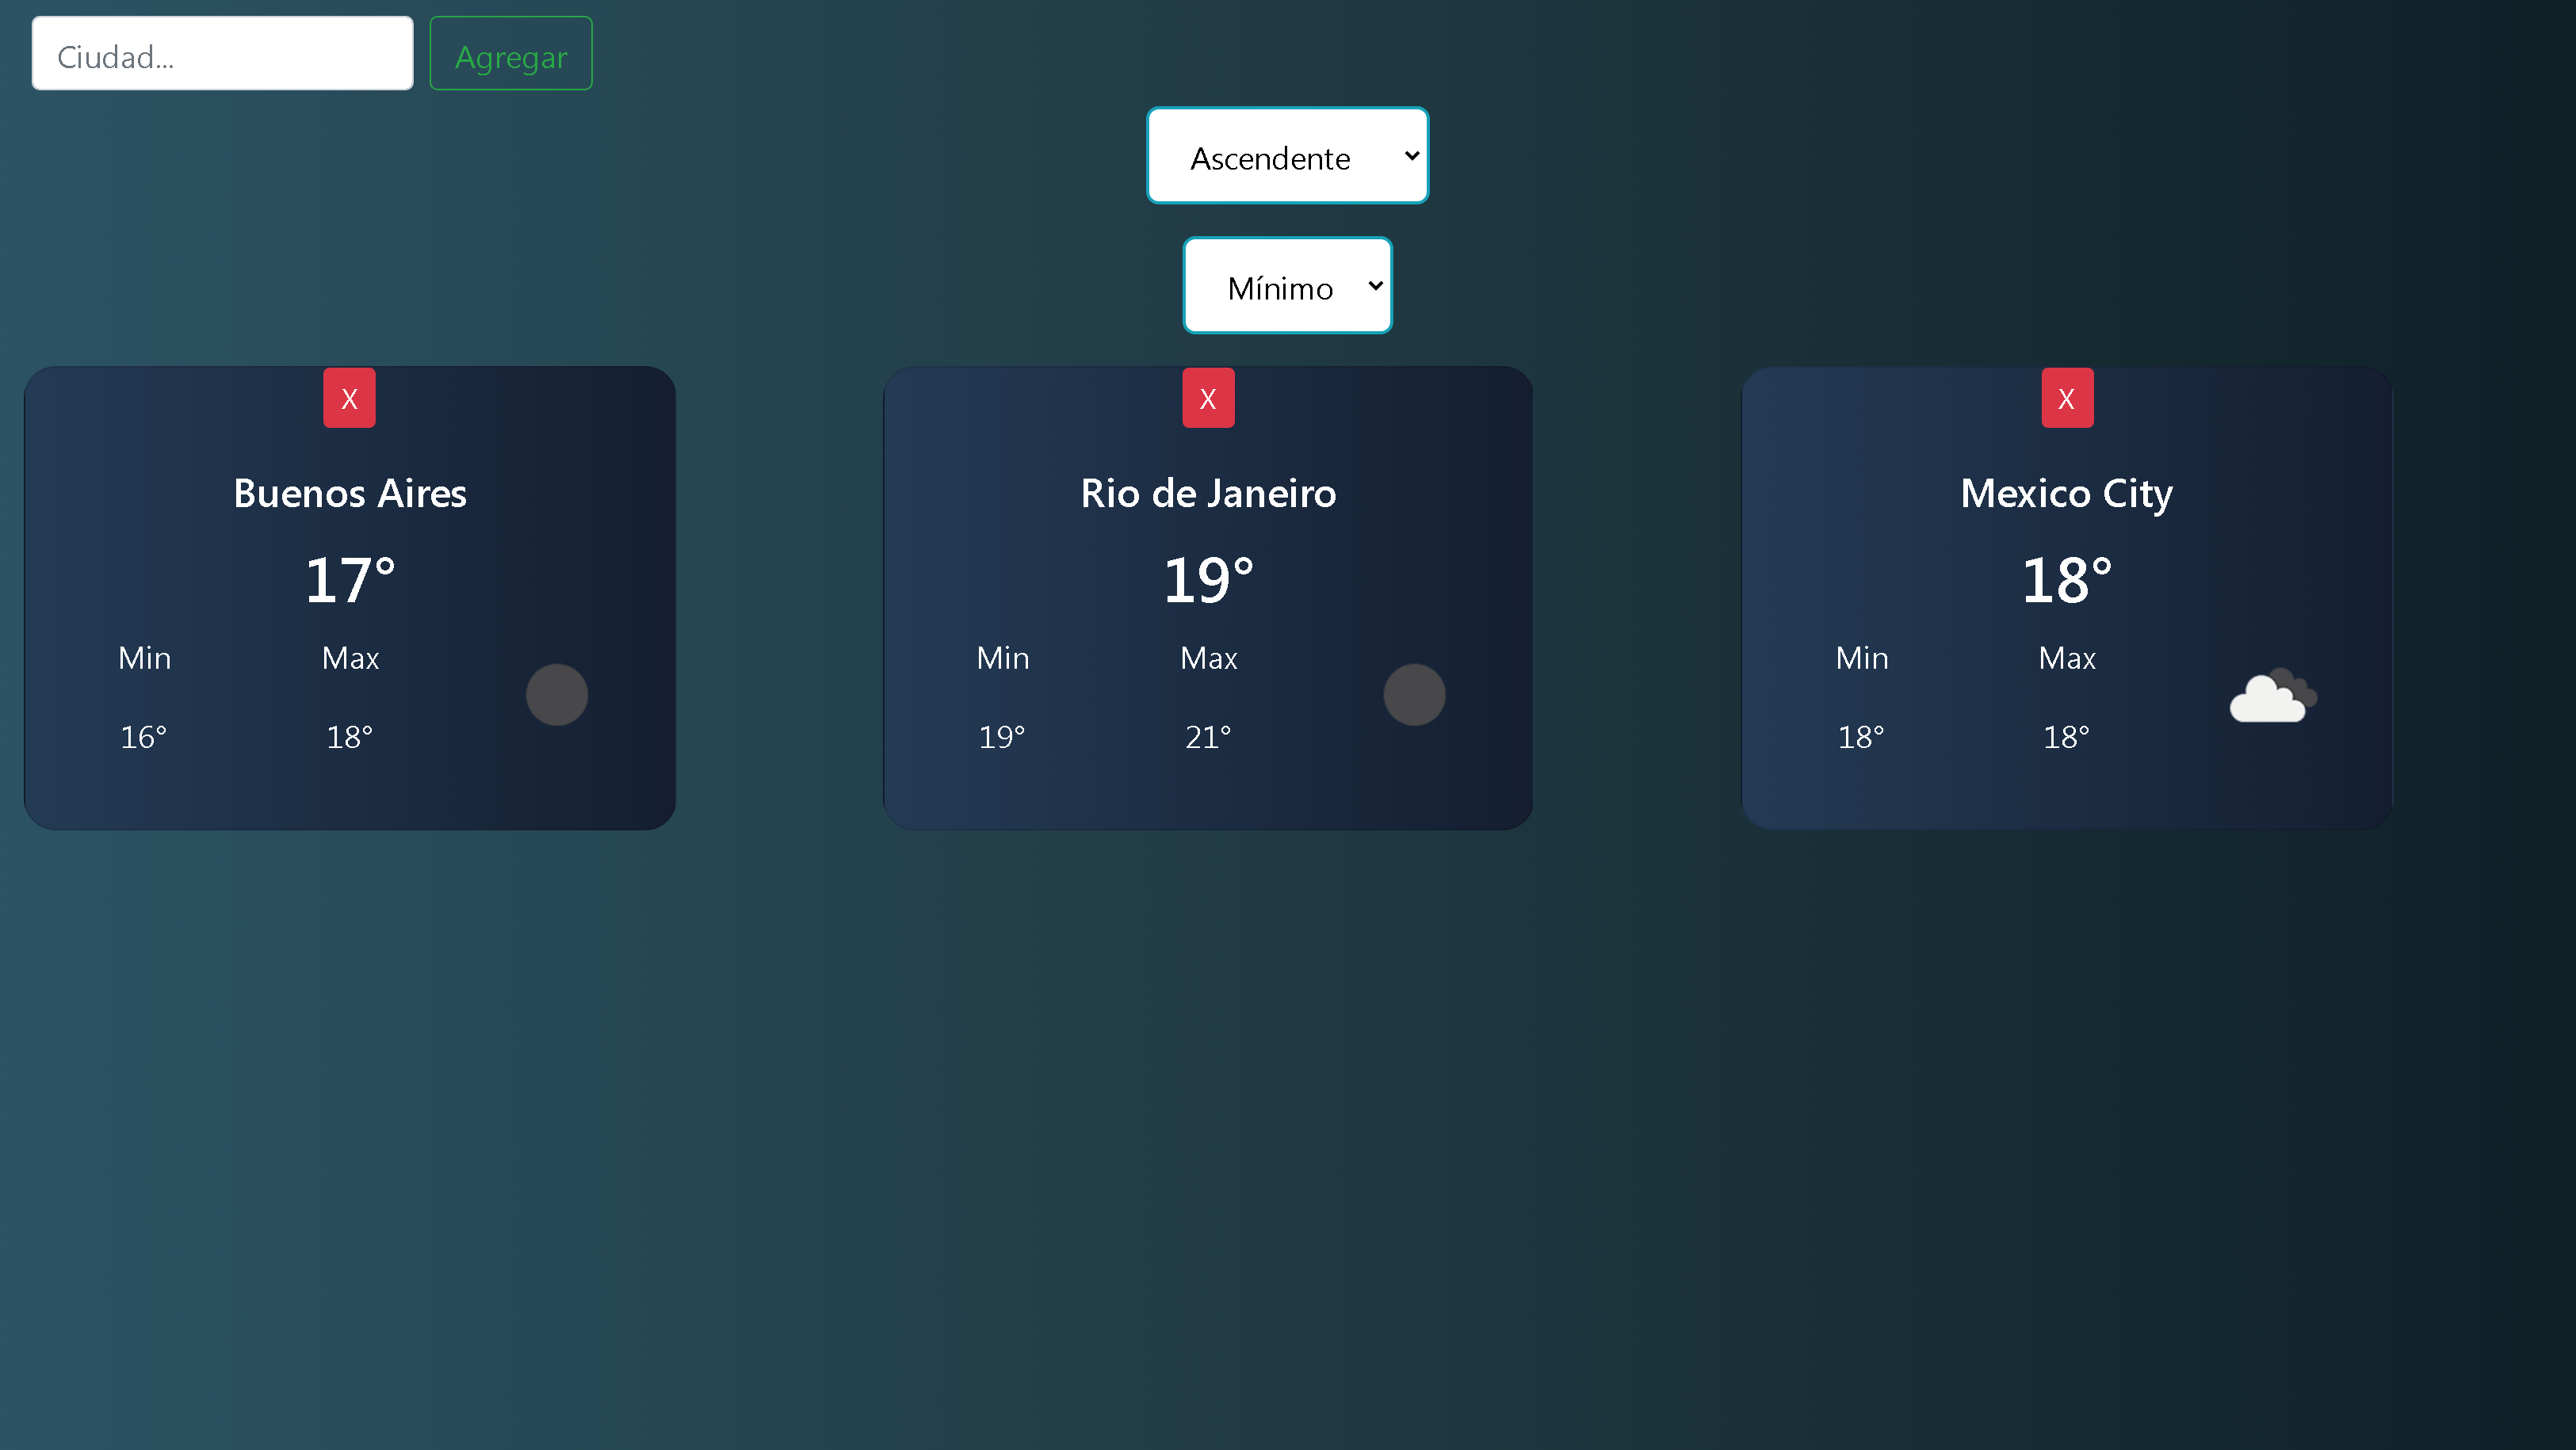 Ciudad...
Agregar
Ascendente
Mínimo
X
Buenos Aires
17°
Min
Max
16°
18°
X
Rio de Janeiro
19°
Min
Max
19°
21°
X
Mexico City
18°
Min
Max
18°
18°